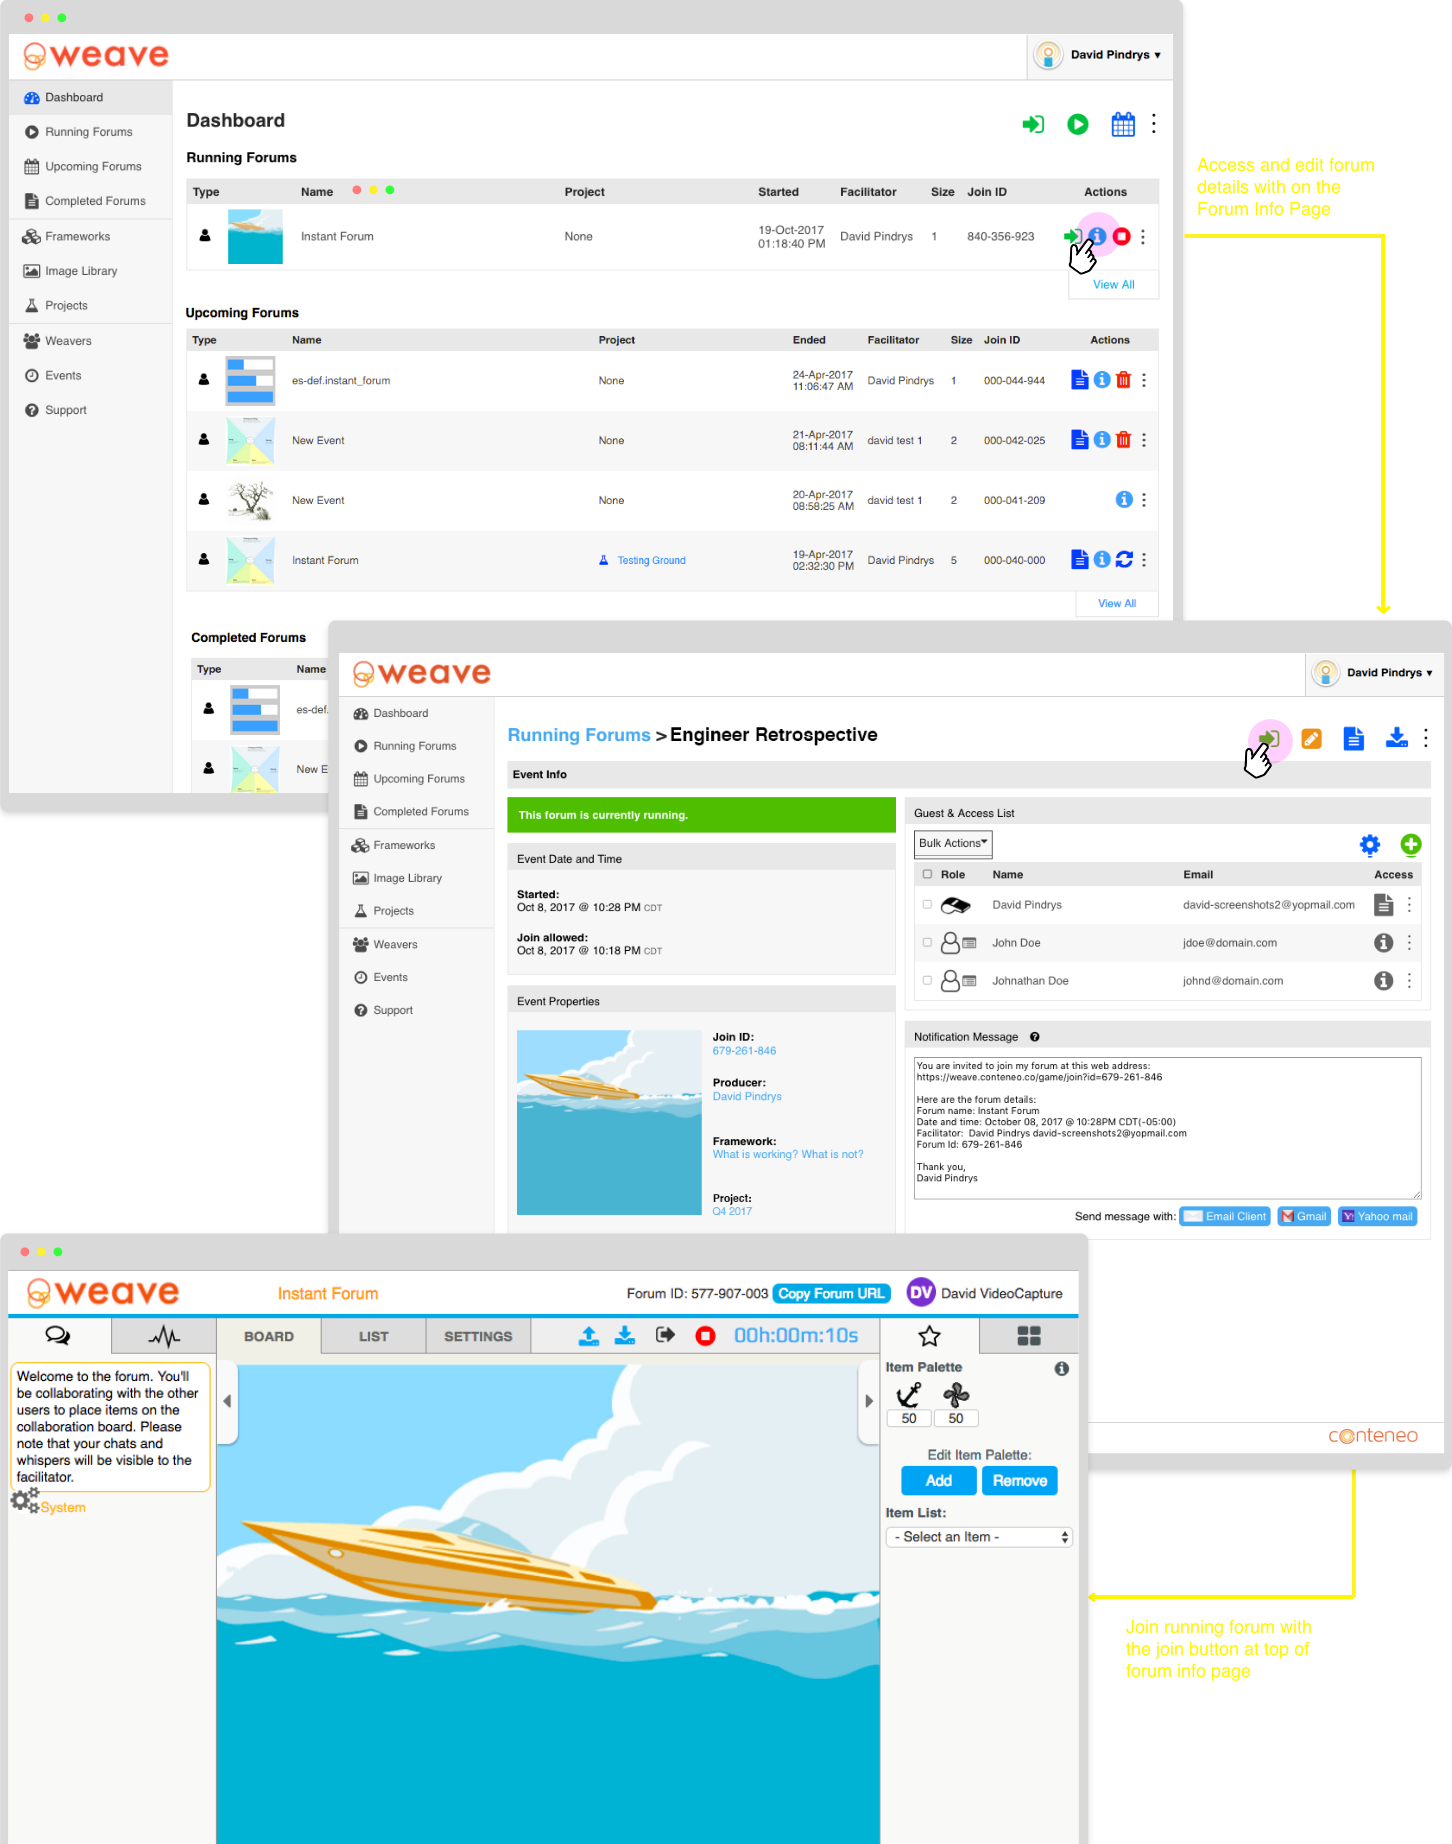 weave
David Pindrys ▾
Dashboard
Running Forums
Upcoming Forums
Completed Forums
Frameworks
Image Library
Projects
Weavers
Events
Support
Dashboard
Running Forums
Type Name Project Started Facilitator Size Join ID Actions
Instant Forum None 19-Oct-2017 01:18:40 PM David Pindrys 1 840-356-923
View All
Upcoming Forums
Type Name Project Ended Facilitator Size Join ID Actions
es-def.instant_forum None 24-Apr-2017 11:06:47 AM David Pindrys 1 000-044-944
New Event None 21-Apr-2017 08:11:44 AM david test 1 2 000-042-025
New Event None 20-Apr-2017 08:58:25 AM david test 1 2 000-041-209
Instant Forum Testing Ground 19-Apr-2017 02:32:30 PM David Pindrys 5 000-040-000
View All
Completed Forums
Type Name
es-def.
New E
Access and edit forum
details with on the
Forum Info Page
weave
David Pindrys ▾
Dashboard
Running Forums
Upcoming Forums
Completed Forums
Frameworks
Image Library
Projects
Weavers
Events
Support
Running Forums > Engineer Retrospective
Event Info
This forum is currently running.
Event Date and Time
Started:
Oct 8, 2017 @ 10:28 PM CDT
Join allowed:
Oct 8, 2017 @ 10:18 PM CDT
Event Properties
Join ID:
679-261-846
Producer:
David Pindrys
Framework:
What is working? What is not?
Project:
Q4 2017
Guest & Access List
Bulk Actions▾
Role Name Email Access
David Pindrys david-screenshots2@yopmail.com
John Doe jdoe@domain.com
Johnathan Doe johnd@domain.com
Notification Message
You are invited to join my forum at this web address:
https://weave.conteneo.co/game/join?id=679-261-846
Here are the forum details:
Forum name: Instant Forum
Date and time: October 08, 2017 @ 10:28PM CDT(-05:00)
Facilitator: David Pindrys david-screenshots2@yopmail.com
Forum Id: 679-261-846
Thank you,
David Pindrys
Send message with: Email Client Gmail Yahoo mail
conteneo
weave
Instant Forum
Forum ID: 577-907-003 Copy Forum URL
DV David VideoCapture
BOARD LIST SETTINGS 00h:00m:10s
Welcome to the forum. You'll
be collaborating with the other
users to place items on the
collaboration board. Please
note that your chats and
whispers will be visible to the
facilitator.
System
Item Palette
50 50
Edit Item Palette:
Add Remove
Item List:
- Select an Item -
Join running forum with
the join button at top of
forum info page